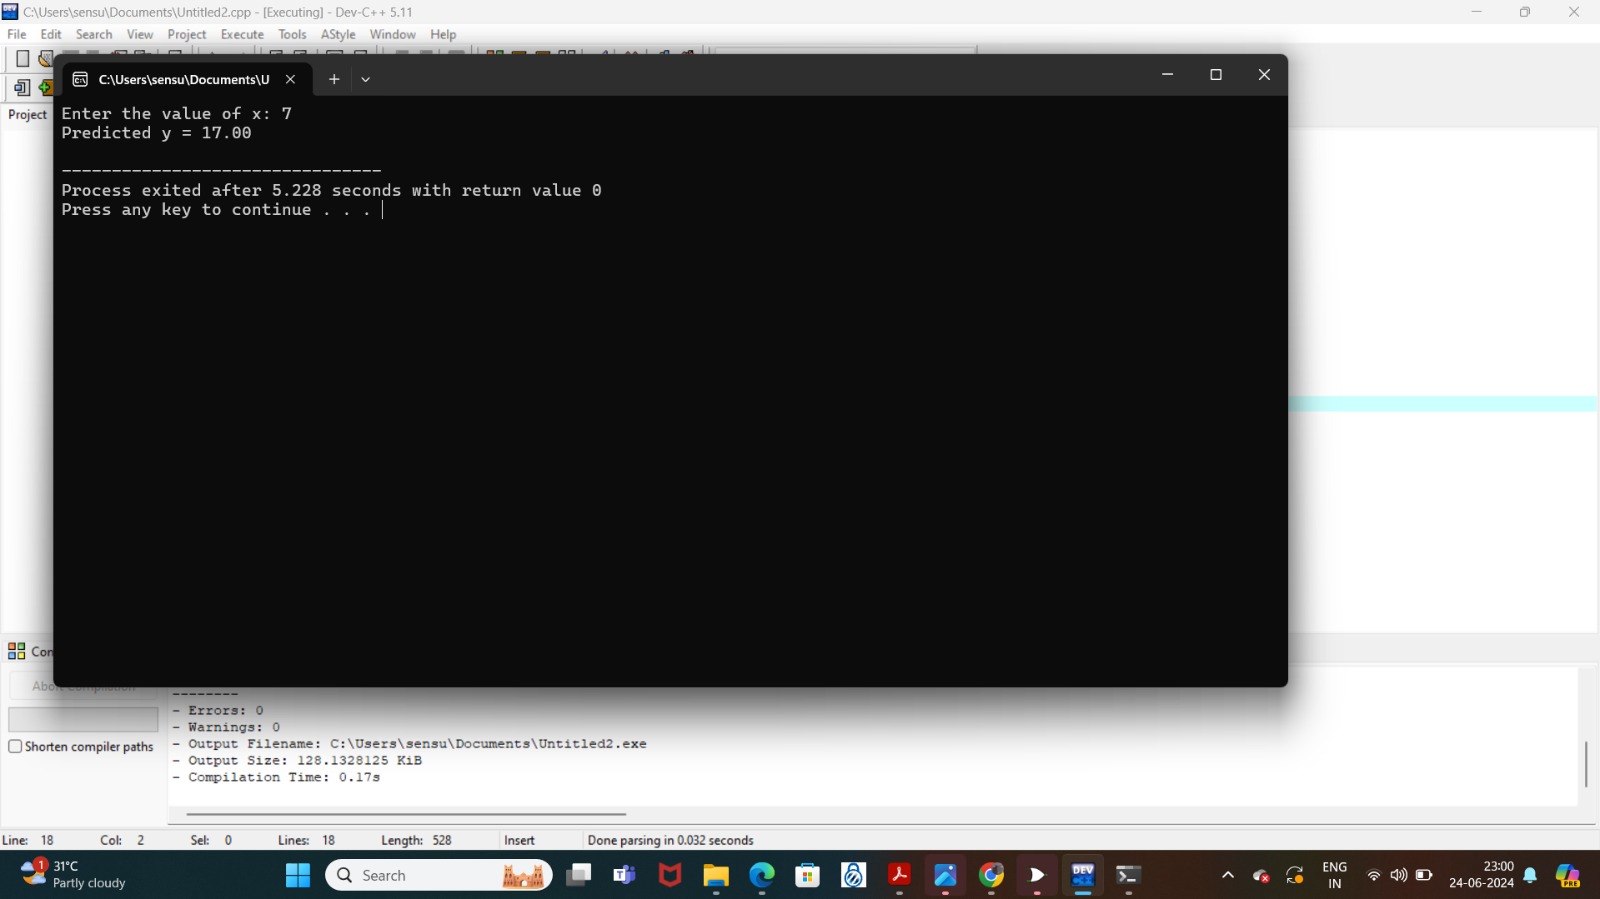 C:\Users\sensu\Documents\Untitled2.cpp - [Executing] - Dev-C++ 5.11
File Edit Search View Project Execute Tools AStyle Window Help
C:\Users\sensu\Documents\U
Project
Enter the value of x: 7
Predicted y = 17.00
--------------------------------
Process exited after 5.228 seconds with return value 0
Press any key to continue . . .
Con
--------
- Errors: 0
- Warnings: 0
- Output Filename: C:\Users\sensu\Documents\Untitled2.exe
- Output Size: 128.1328125 KiB
- Compilation Time: 0.17s
Shorten compiler paths
Line: 18 Col: 2 Sel: 0 Lines: 18 Length: 528 Insert Done parsing in 0.032 seconds
1
31°C
Partly cloudy
Search
DEV
ENG
IN
23:00
24-06-2024
PRE